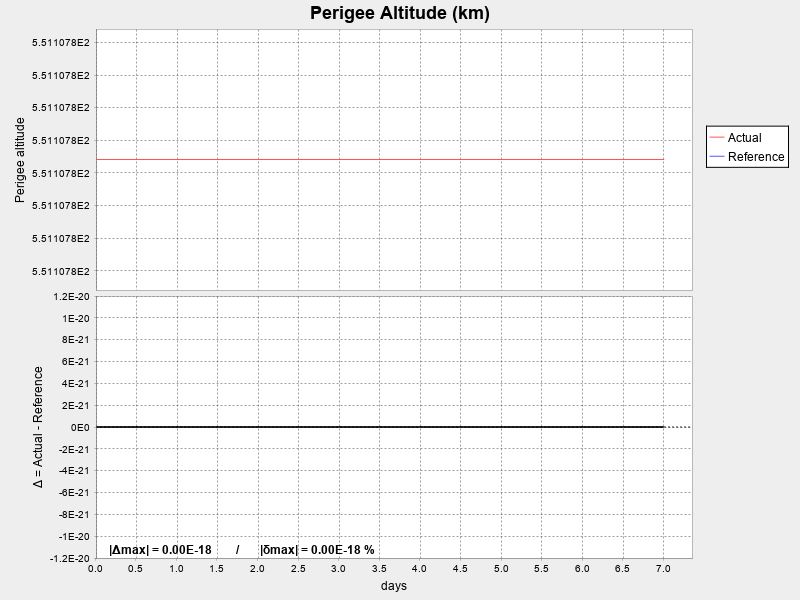 Perigee Altitude (km)
5.511078E2
5.511078E2
5.511078E2
5.511078E2
5.511078E2
5.511078E2
5.511078E2
5.511078E2
Perigee altitude
Actual
Reference
1.2E-20
1E-20
8E-21
6E-21
4E-21
2E-21
0E0
-2E-21
-4E-21
-6E-21
-8E-21
-1E-20
-1.2E-20
Δ = Actual - Reference
|Δmax| = 0.00E-18 / |δmax| = 0.00E-18 %
0.0 0.5 1.0 1.5 2.0 2.5 3.0 3.5 4.0 4.5 5.0 5.5 6.0 6.5 7.0
days